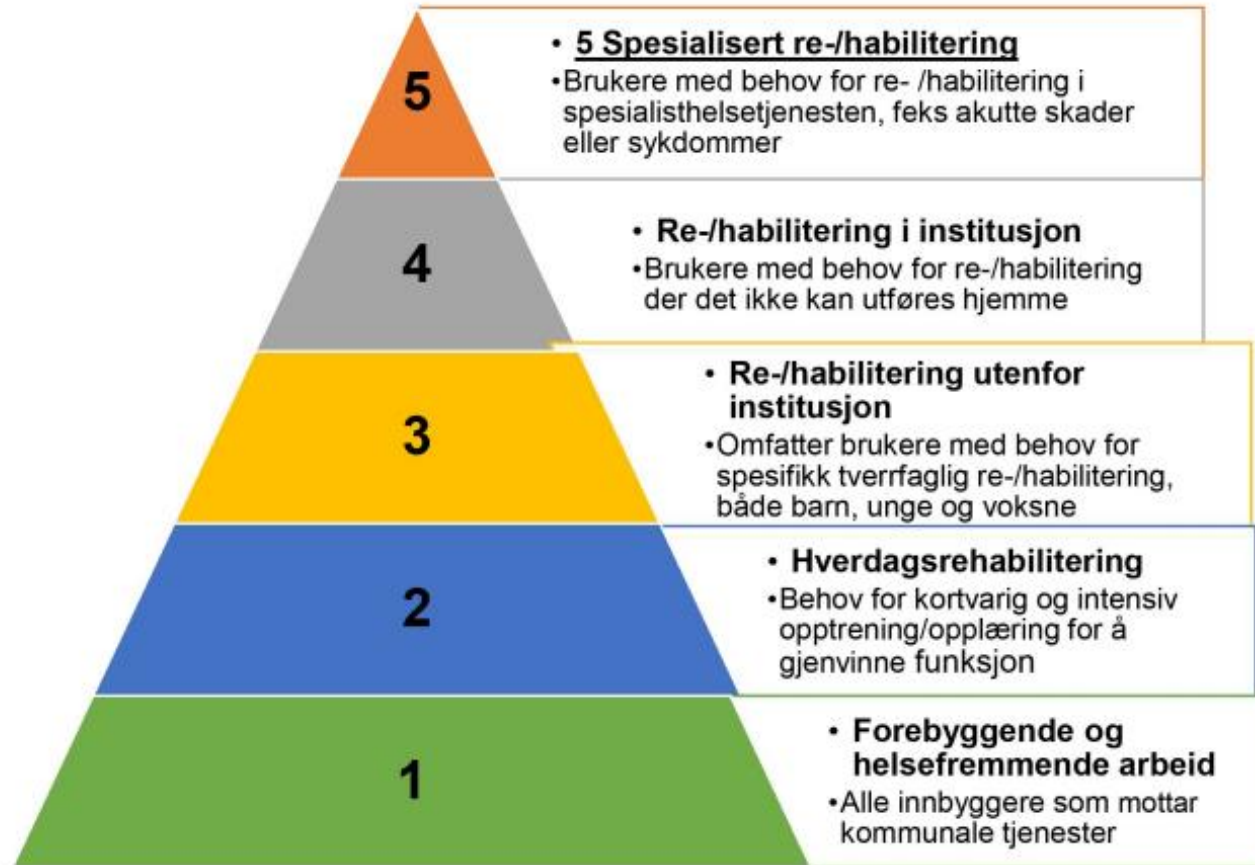 5
• 5 Spesialisert re-/habilitering
•Brukere med behov for re- /habilitering i
spesialisthelsetjenesten, feks akutte skader
eller sykdommer
4
• Re-/habilitering i institusjon
•Brukere med behov for re-/habilitering
der det ikke kan utføres hjemme
3
• Re-/habilitering utenfor
institusjon
•Omfatter brukere med behov for
spesifikk tverrfaglig re-/habilitering,
både barn, unge og voksne
2
• Hverdagsrehabilitering
•Behov for kortvarig og intensiv
opptrening/opplæring for å
gjenvinne funksjon
1
• Forebyggende og
helsefremmende arbeid
•Alle innbyggere som mottar
kommunale tjenester